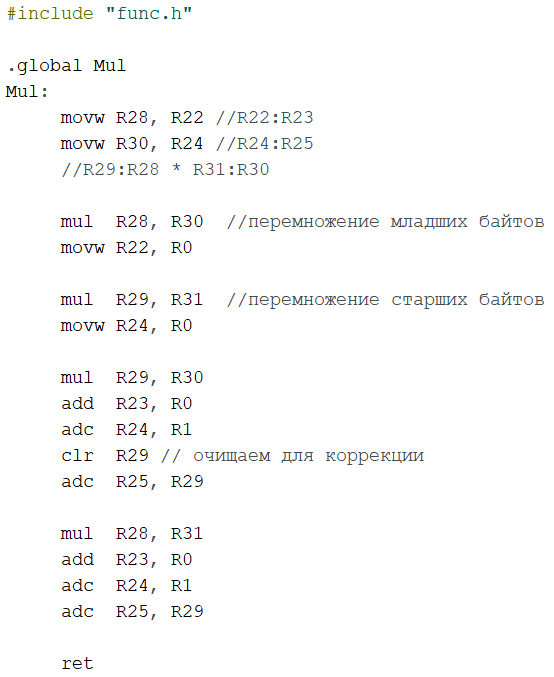 #include "func.h"
.global Mul
Mul:
movw R28, R22 //R22:R23
movw R30, R24 //R24:R25
//R29:R28 * R31:R30
mul R28, R30 //перемножение младших байтов
movw R22, R0
mul R29, R31 //перемножение старших байтов
movw R24, R0
mul R29, R30
add R23, R0
adc R24, R1
clr R29 // очищаем для коррекции
adc R25, R29
mul R28, R31
add R23, R0
adc R24, R1
adc R25, R29
ret